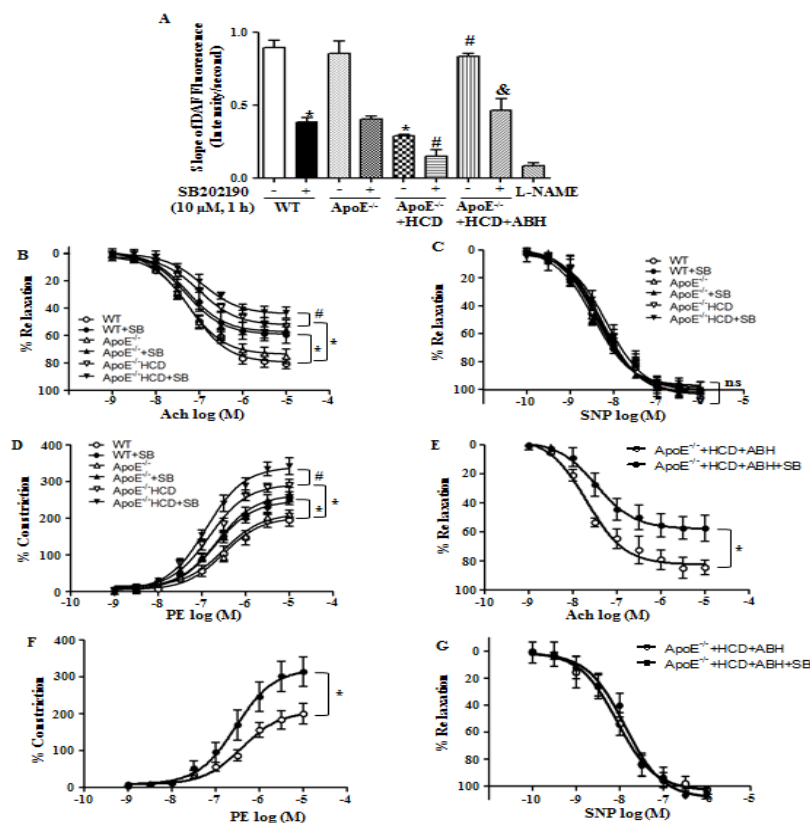 A
Slope of DAF Fluorescence
(Intensity/second)
1.0
0.5
0.0
* * # # &
SB202190
(10 µM, 1 h)
- + - + - + - + L-NAME
WT ApoE-/- ApoE-/- ApoE-/-
+HCD +HCD+ABH
B
% Relaxation
0
20
40
60
80
100
WT
WT+SB
ApoE-/-
ApoE-/-+SB
ApoE-/-HCD
ApoE-/-HCD+SB
#
*
*
-10 -9 -8 -7 -6 -5 -4
Ach log (M)
C
% Relaxation
0
20
40
60
80
100
WT
WT+SB
ApoE-/-
ApoE-/-+SB
ApoE-/-HCD
ApoE-/-HCD+SB
ns
-10 -8 -6 -4
SNP log (M)
D
% Constriction
400
300
200
100
0
WT
WT+SB
ApoE-/-
ApoE-/-+SB
ApoE-/-HCD
ApoE-/-HCD+SB
#
*
*
-10 -9 -8 -7 -6 -5 -4
PE log (M)
E
% Relaxation
0
20
40
60
80
100
ApoE-/-+HCD+ABH
ApoE-/-+HCD+ABH+SB
*
-10 -9 -8 -7 -6 -5 -4
Ach log (M)
F
% Constriction
400
300
200
100
0
*
-10 -9 -8 -7 -6 -5 -4
PE log (M)
G
% Relaxation
0
20
40
60
80
100
ApoE-/-+HCD+ABH
ApoE-/-+HCD+ABH+SB
-11 -10 -9 -8 -7 -6 -5 -4
SNP log (M)